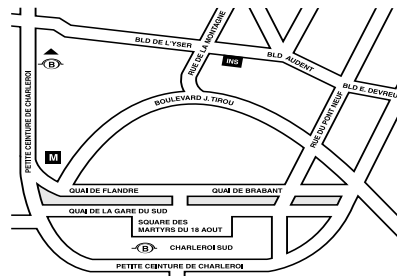 BLD DE L'YSER
RUE DE LA MONTAGNE
INS
BLD AUDENT
B
BLD E. DEVREU
BOULEVARD J. TIROU
PETITE CEINTURE DE CHARLEROI
RUE DU PONT NEUF
M
QUAI DE FLANDRE
QUAI DE BRABANT
QUAI DE LA GARE DU SUD
SQUARE DES
MARTYRS DU 18 AOUT
B
CHARLEROI SUD
PETITE CEINTURE DE CHARLEROI